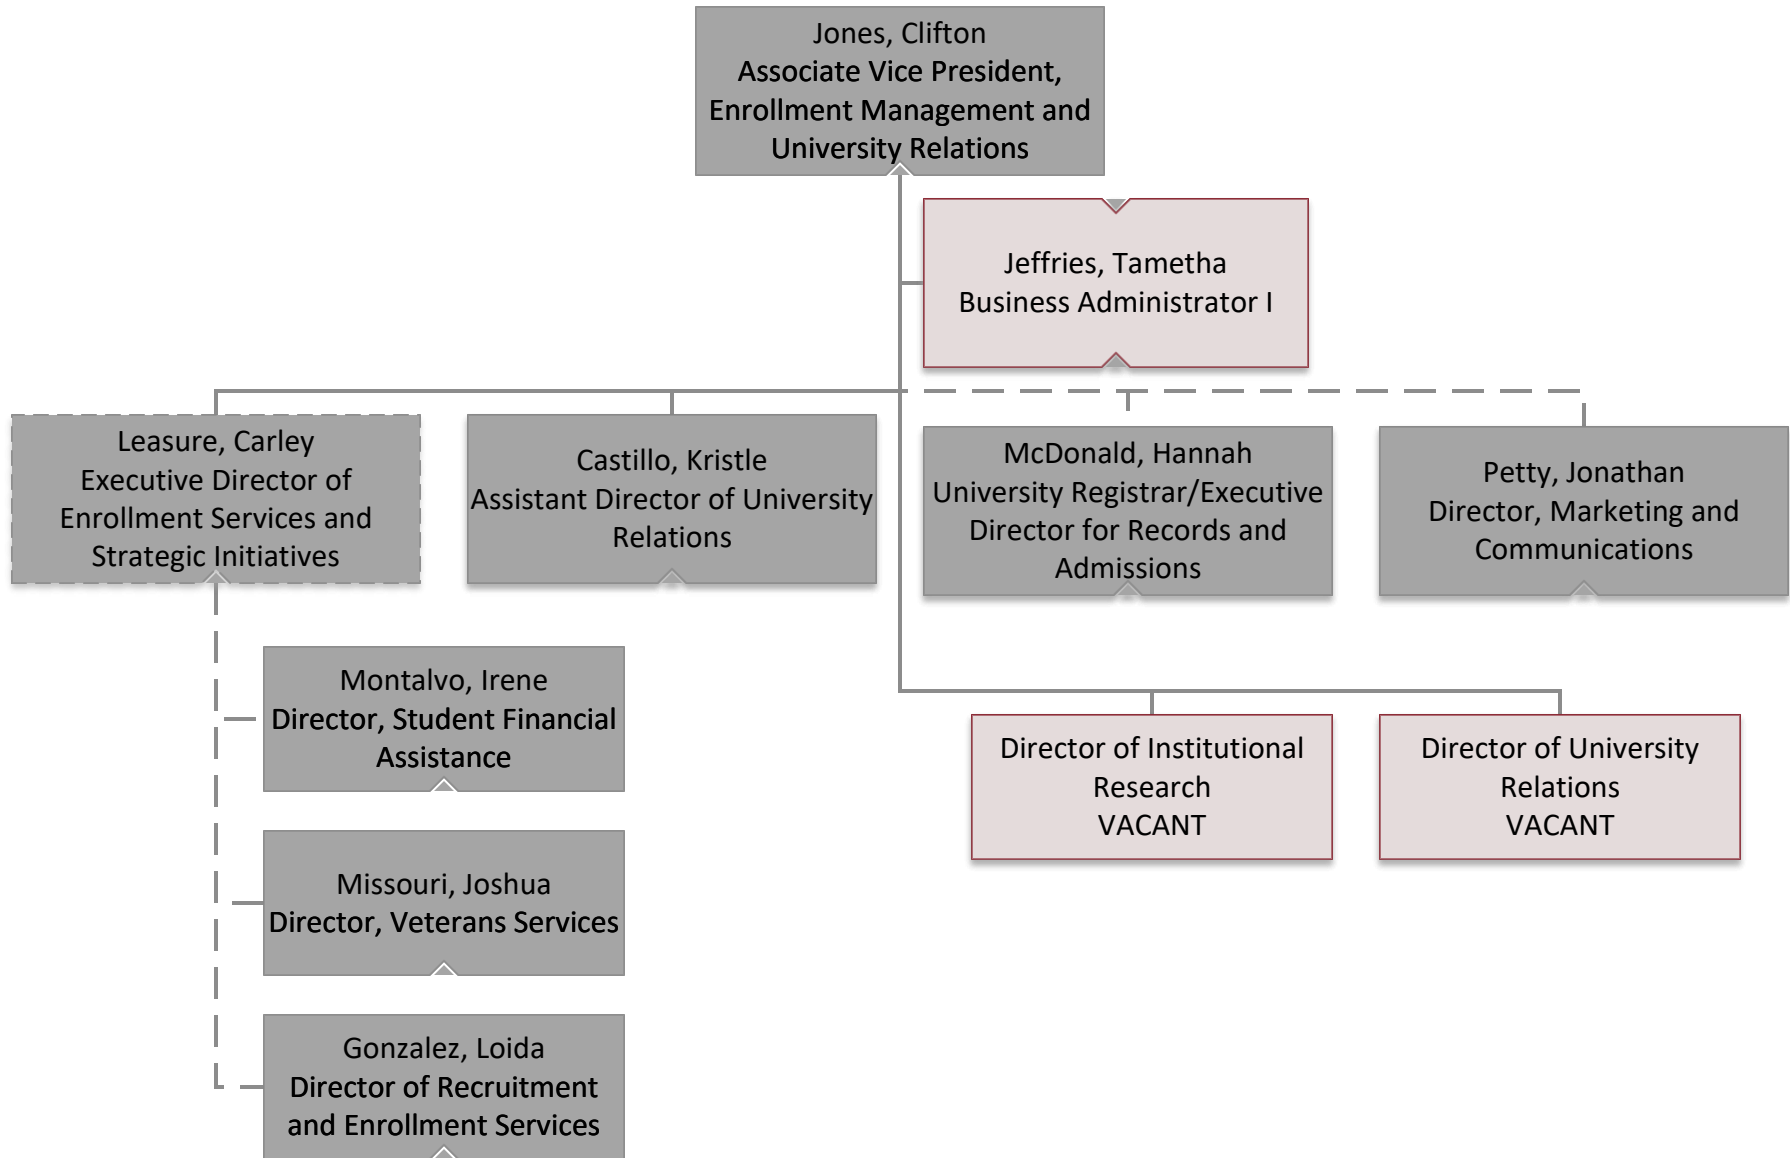 Jones, Clifton
Associate Vice President,
Enrollment Management and
University Relations
Jeffries, Tametha
Business Administrator I
Leasure, Carley
Executive Director of
Enrollment Services and
Strategic Initiatives
Castillo, Kristle
Assistant Director of University
Relations
McDonald, Hannah
University Registrar/Executive
Director for Records and
Admissions
Petty, Jonathan
Director, Marketing and
Communications
Montalvo, Irene
Director, Student Financial
Assistance
Director of Institutional
Research
VACANT
Director of University
Relations
VACANT
Missouri, Joshua
Director, Veterans Services
Gonzalez, Loida
Director of Recruitment
and Enrollment Services